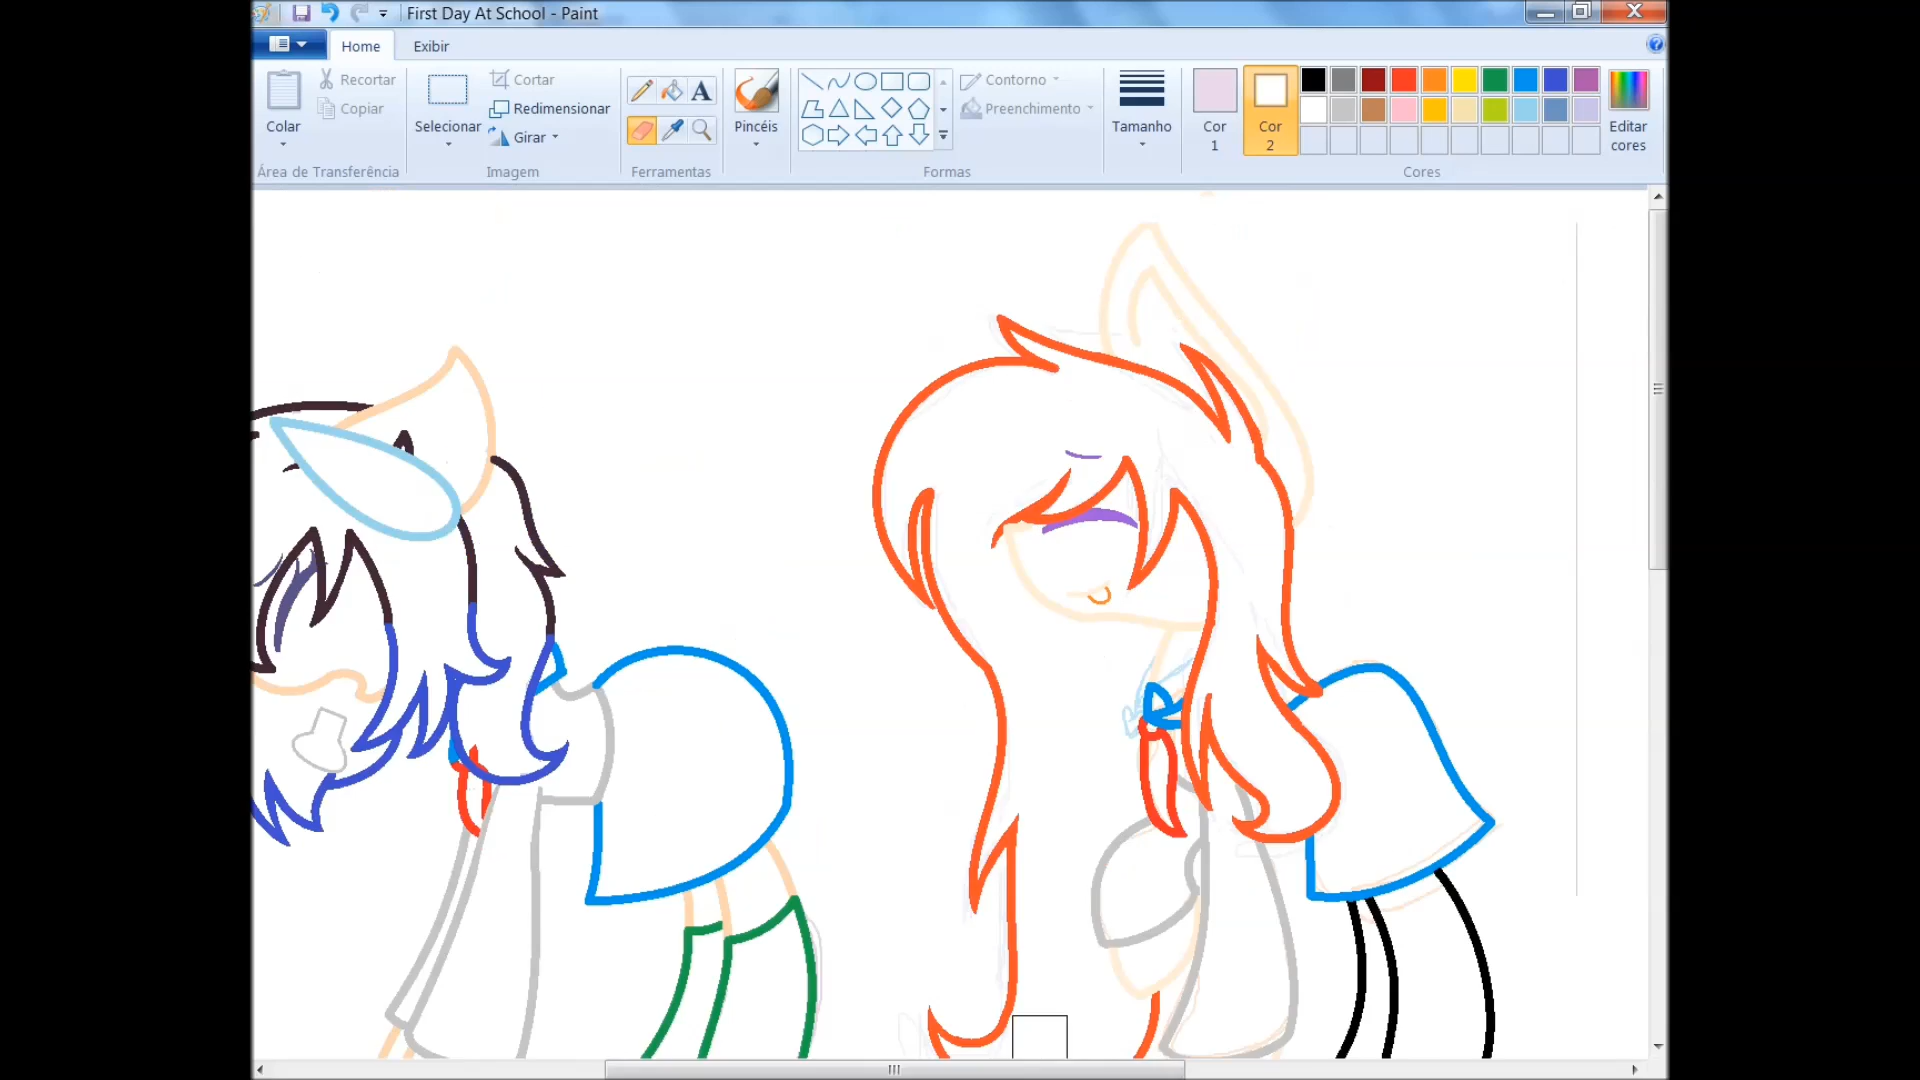 First Day At School - Paint
Home Exibir
Colar
Recortar
Copiar
Área de Transferência
Selecionar
Cortar
Redimensionar
Girar
Imagem
A
Ferramentas
Pincéis
Contorno
Preenchimento
Formas
Tamanho
Cor
1
Cor
2
Editar
cores
Cores